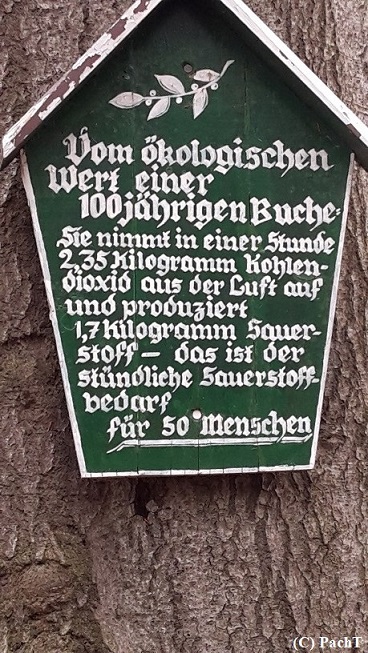 Vom ökologischen
Wert einer
100jährigen Buche:
Sie nimmt in einer Stunde
2,35 Kilogramm Kohlen-
dioxid aus der Luft auf
und produziert
1,7 Kilogramm Sauer-
stoff – das ist der
stündliche Sauerstoff-
bedarf
für 50 Menschen
(C) PachT